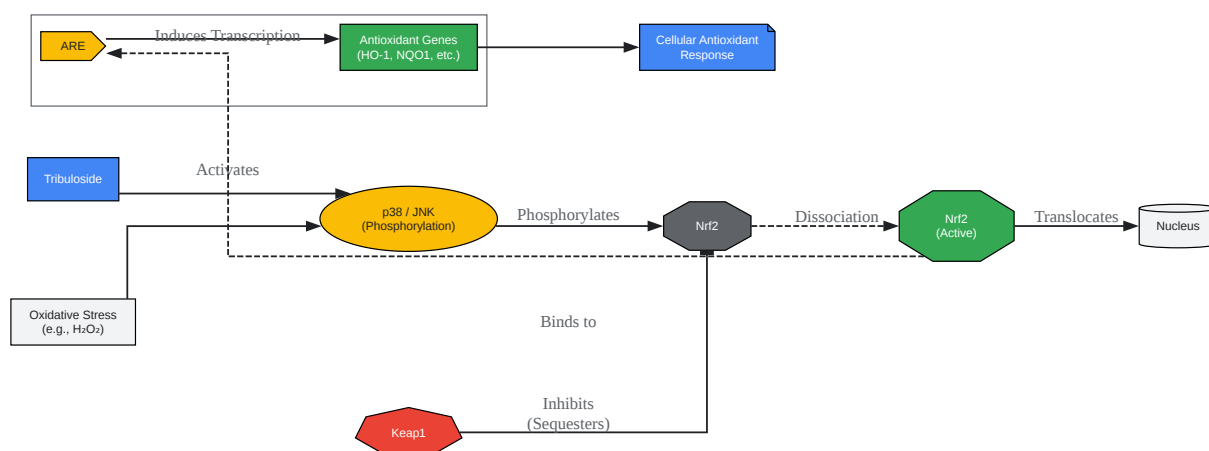 ARE
Induces Transcription
Antioxidant Genes
(HO-1, NQO1, etc.)
Cellular Antioxidant
Response
Tribuloside
Activates
p38 / JNK
(Phosphorylation)
Phosphorylates
Nrf2
Dissociation
Nrf2
(Active)
Translocates
Nucleus
Oxidative Stress
(e.g., H₂O₂)
Binds to
Inhibits
(Sequesters)
Keap1